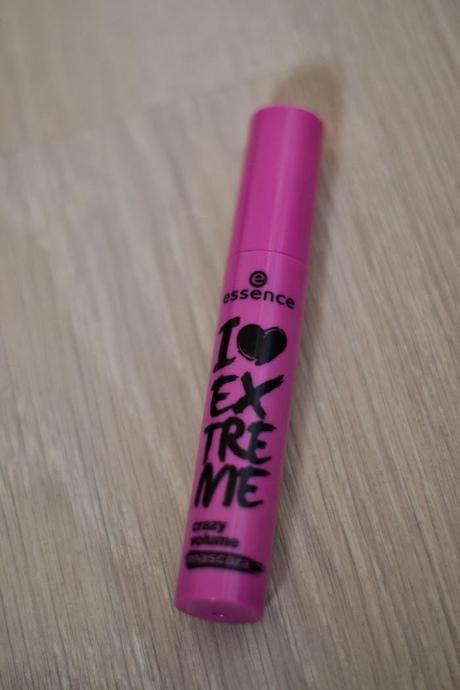 essence
I ♥
EX
TRE
ME
crazy
volume
mascara